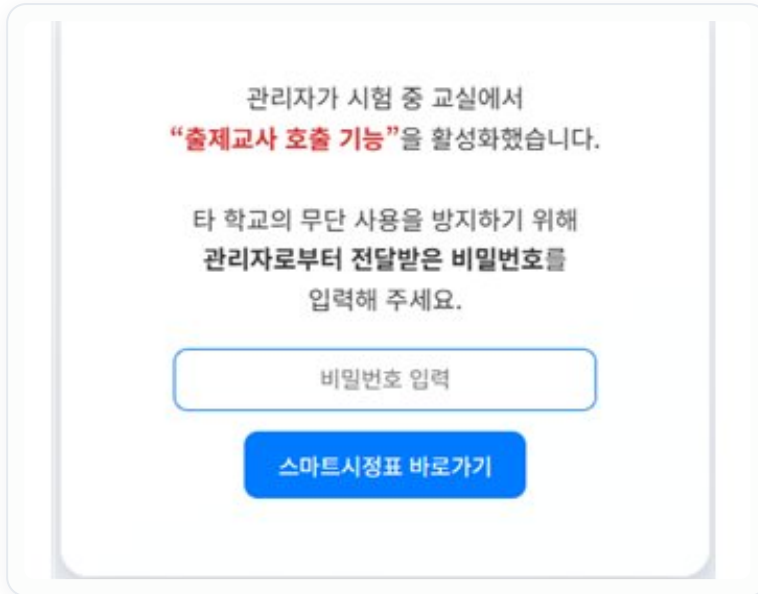 관리자가 시험 중 교실에서
“출제교사 호출 기능”을 활성화했습니다.
타 학교의 무단 사용을 방지하기 위해
관리자로부터 전달받은 비밀번호를
입력해 주세요.
비밀번호 입력
스마트시정표 바로가기